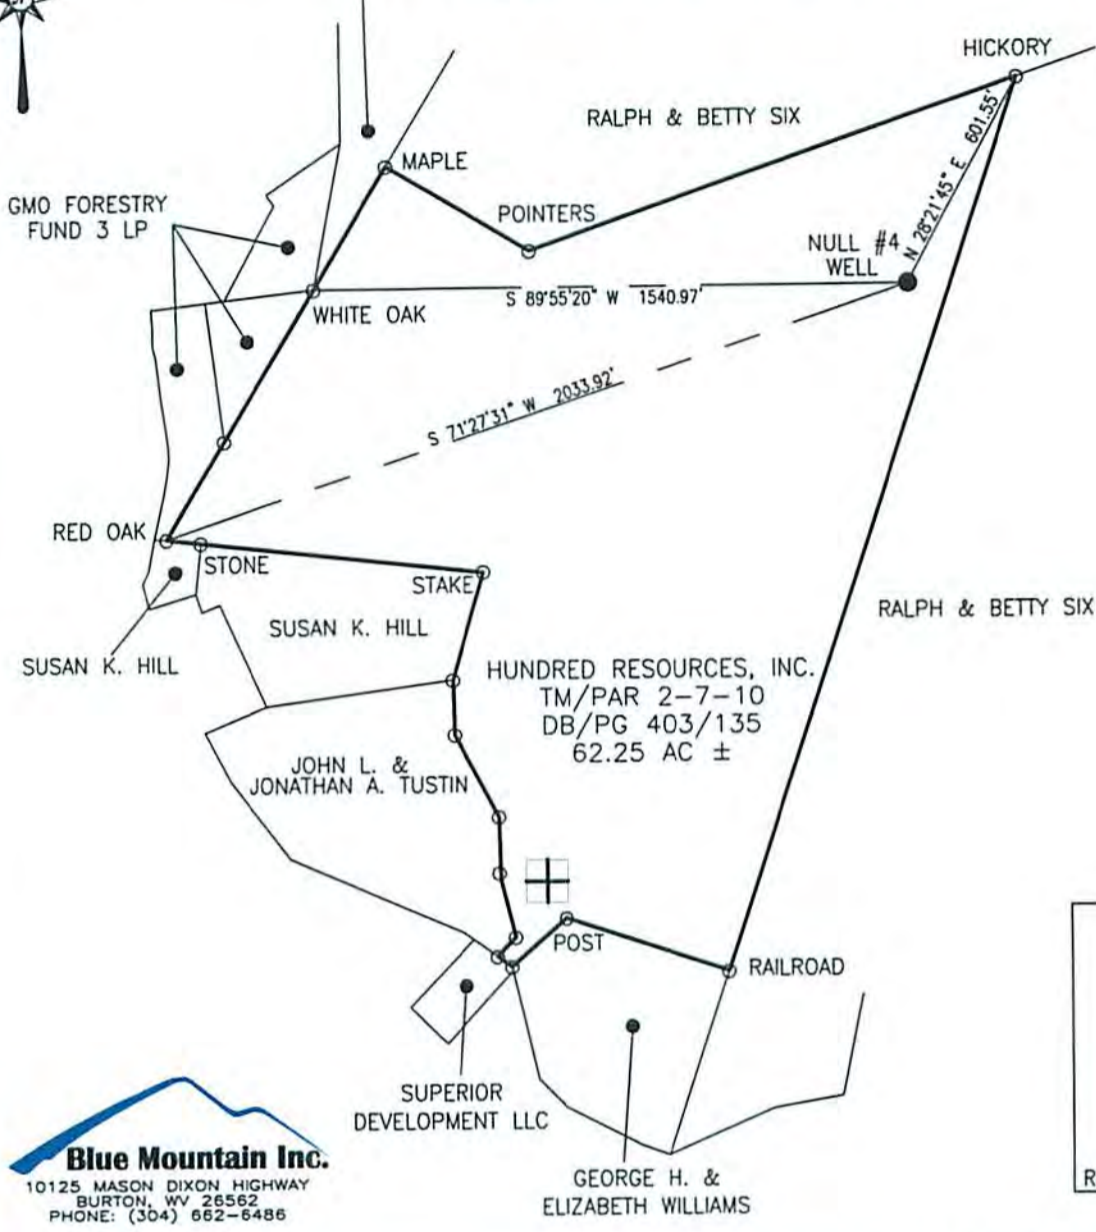 HICKORY
RALPH & BETTY SIX
N 28°21'45" E 601.55'
MAPLE
GMO FORESTRY
FUND 3 LP
POINTERS
NULL #4
WELL
S 89°55'20" W 1540.97'
WHITE OAK
S 71°27'31" W 2033.92'
RED OAK
STONE
STAKE
RALPH & BETTY SIX
SUSAN K. HILL
SUSAN K. HILL
HUNDRED RESOURCES, INC.
TM/PAR 2-7-10
DB/PG 403/135
62.25 AC ±
JOHN L. &
JONATHAN A. TUSTIN
POST
RAILROAD
SUPERIOR
DEVELOPMENT LLC
GEORGE H. &
ELIZABETH WILLIAMS
Blue Mountain Inc.
10125 MASON DIXON HIGHWAY
BURTON, WV 26562
PHONE: (304) 662-6486
R